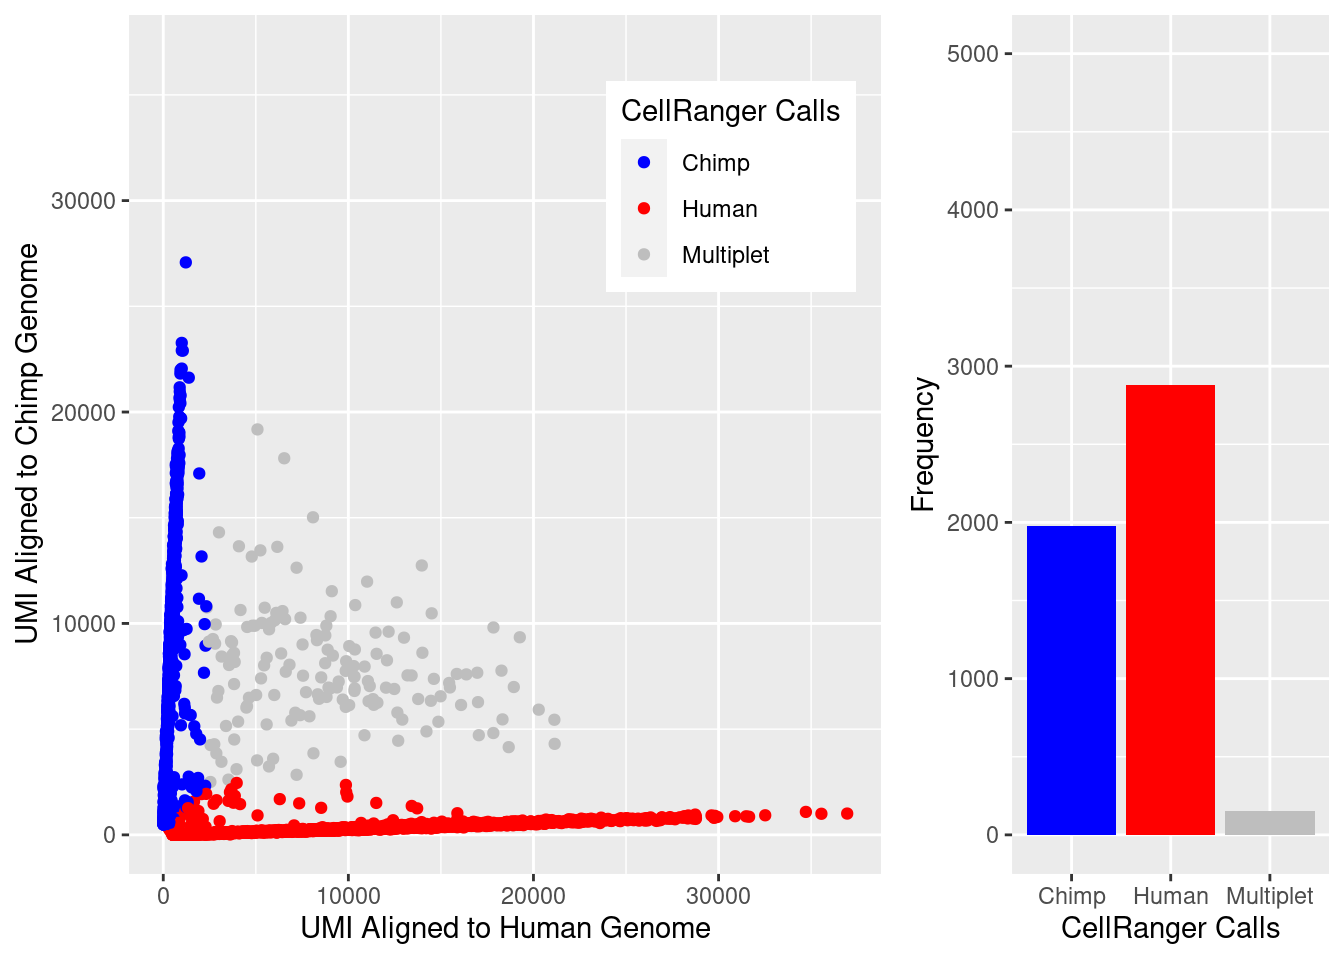 CellRanger Calls
Chimp
Human
Multiplet
30000
20000
10000
0
UMI Aligned to Chimp Genome
0 10000 20000 30000
UMI Aligned to Human Genome
5000
4000
3000
2000
1000
0
Frequency
Chimp Human Multiplet
CellRanger Calls